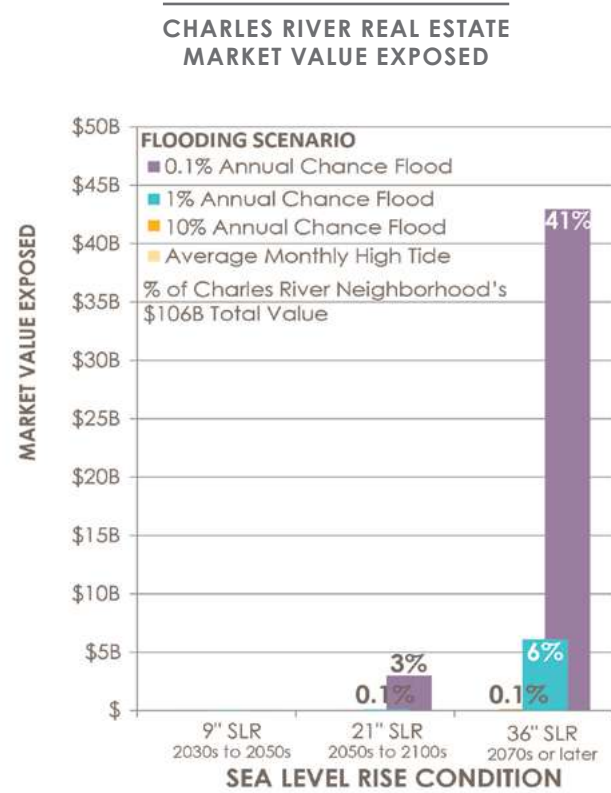 CHARLES RIVER REAL ESTATE
MARKET VALUE EXPOSED
$50B
FLOODING SCENARIO
0.1% Annual Chance Flood
$45B
1% Annual Chance Flood
10% Annual Chance Flood
41%
$40B
Average Monthly High Tide
% of Charles River Neighborhood's
$35B
$106B Total Value
$30B
MARKET VALUE EXPOSED
$25B
$20B
$15B
$10B
$5B
6%
3%
0.1%
0.1%
$
9" SLR
2030s to 2050s
21" SLR
2050s to 2100s
36" SLR
2070s or later
SEA LEVEL RISE CONDITION